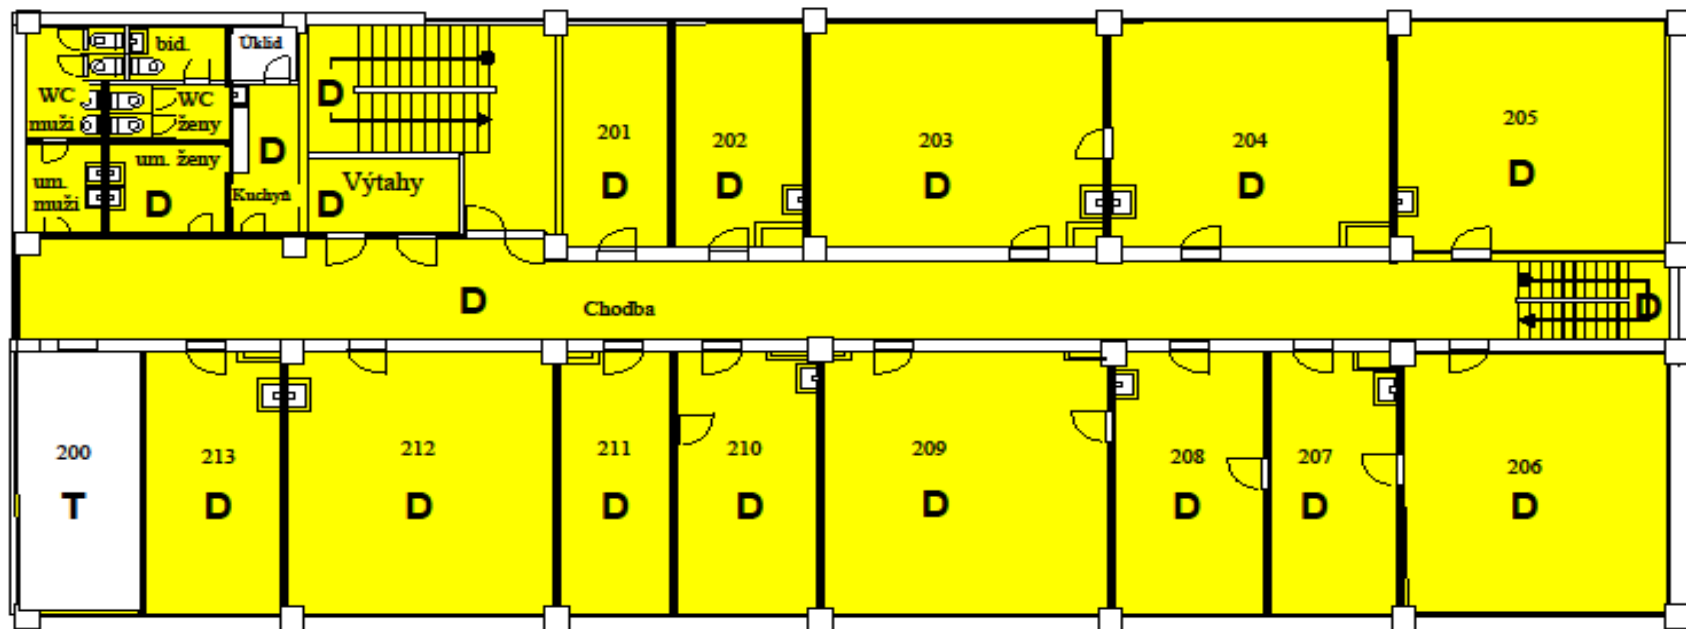 bid.
Úklid
WC
muži
WC
ženy
D
um. ženy
D
D
um.
muži
Kuchyň
Výtahy
D
201
D
202
D
203
D
204
D
205
D
D
Chodba
D
200
T
213
D
212
D
211
D
210
D
209
D
208
D
207
D
206
D